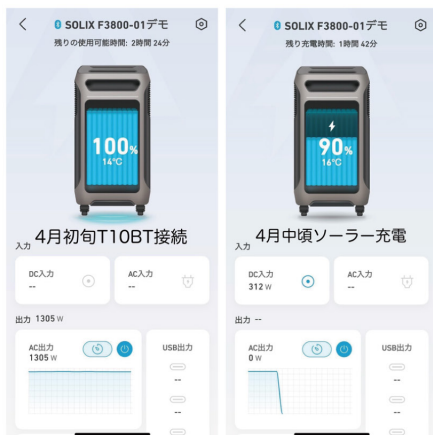 SOLIX F3800-01デモ
残りの使用可能時間: 2時間 24分
100%
14°C
4月初旬T10BT接続
入力
DC入力
--
AC入力
--
出力 1305 W
AC出力
1305 W
USB出力
--
--
SOLIX F3800-01デモ
残り充電時間: 1時間 42分
90%
16°C
4月中頃ソーラー充電
入力
DC入力
312 W
AC入力
--
出力 --
AC出力
0 W
USB出力
--
--